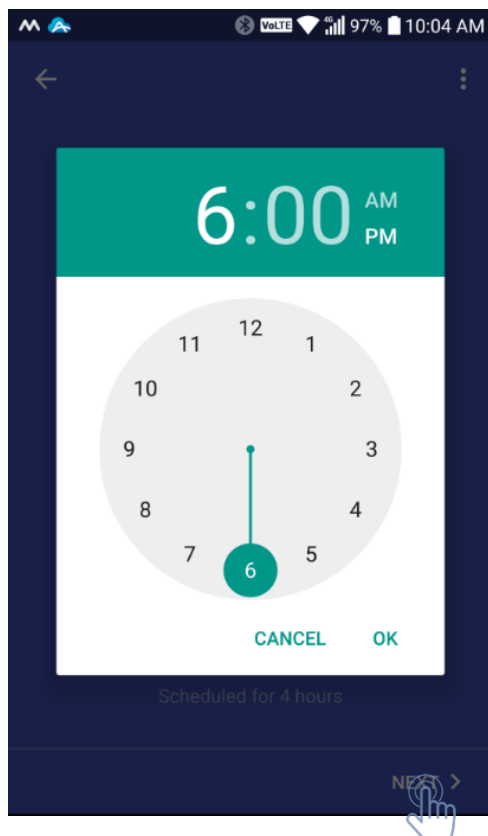 VoLTE 4G 97% 10:04 AM
6:00 AM
PM
12
11 1
10 2
9 3
8 4
7 5
6
CANCEL OK
Scheduled for 4 hours
NEXT